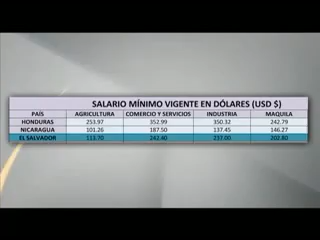 SALARIO MÍNIMO VIGENTE EN DÓLARES (USD $)
PAÍS AGRICULTURA COMERCIO Y SERVICIOS INDUSTRIA MAQUILA
HONDURAS 253.97 352.99 350.32 242.79
NICARAGUA 101.26 187.50 137.45 146.27
EL SALVADOR 113.70 242.40 237.00 202.80